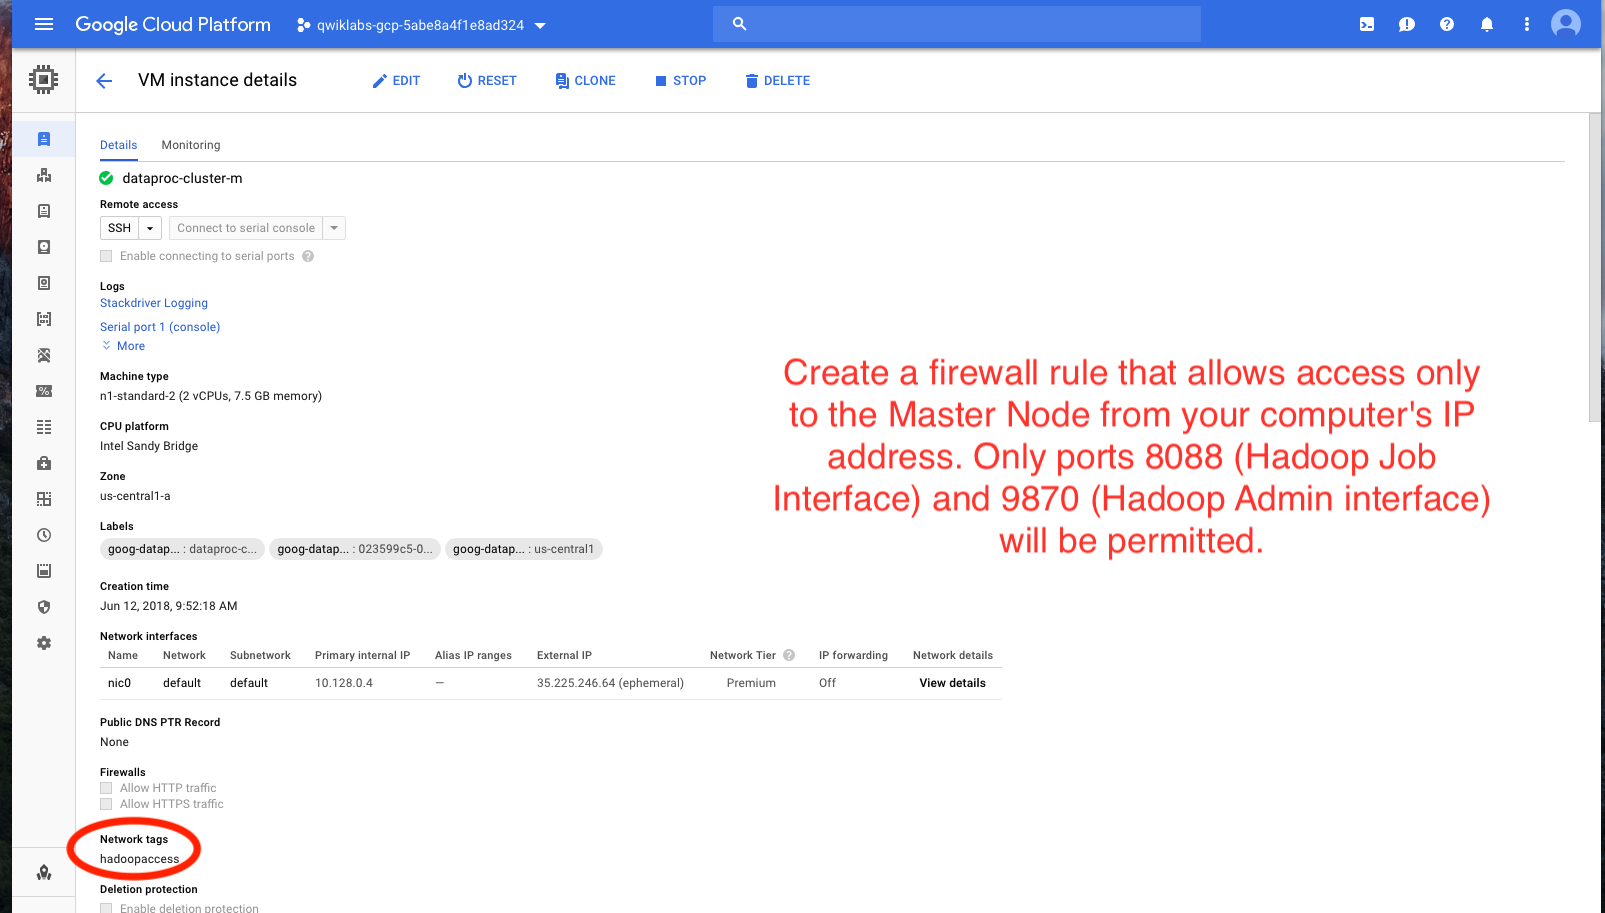 Google Cloud Platform
qwiklabs-gcp-5abe8a4f1e8ad324
VM instance details
EDIT
RESET
CLONE
STOP
DELETE
Details Monitoring
dataproc-cluster-m
Remote access
SSH Connect to serial console
Enable connecting to serial ports ?
Logs
Stackdriver Logging
Serial port 1 (console)
More
Machine type
n1-standard-2 (2 vCPUs, 7.5 GB memory)
CPU platform
Intel Sandy Bridge
Zone
us-central1-a
Labels
goog-datap... : dataproc-c... goog-datap... : 023599c5-0... goog-datap... : us-central1
Creation time
Jun 12, 2018, 9:52:18 AM
Network interfaces
Name Network Subnetwork Primary internal IP Alias IP ranges External IP Network Tier ? IP forwarding Network details
nic0 default default 10.128.0.4 — 35.225.246.64 (ephemeral) Premium Off View details
Public DNS PTR Record
None
Firewalls
Allow HTTP traffic
Allow HTTPS traffic
Network tags
hadoopaccess
Deletion protection
Enable deletion protection
Create a firewall rule that allows access only
to the Master Node from your computer's IP
address. Only ports 8088 (Hadoop Job
Interface) and 9870 (Hadoop Admin interface)
will be permitted.